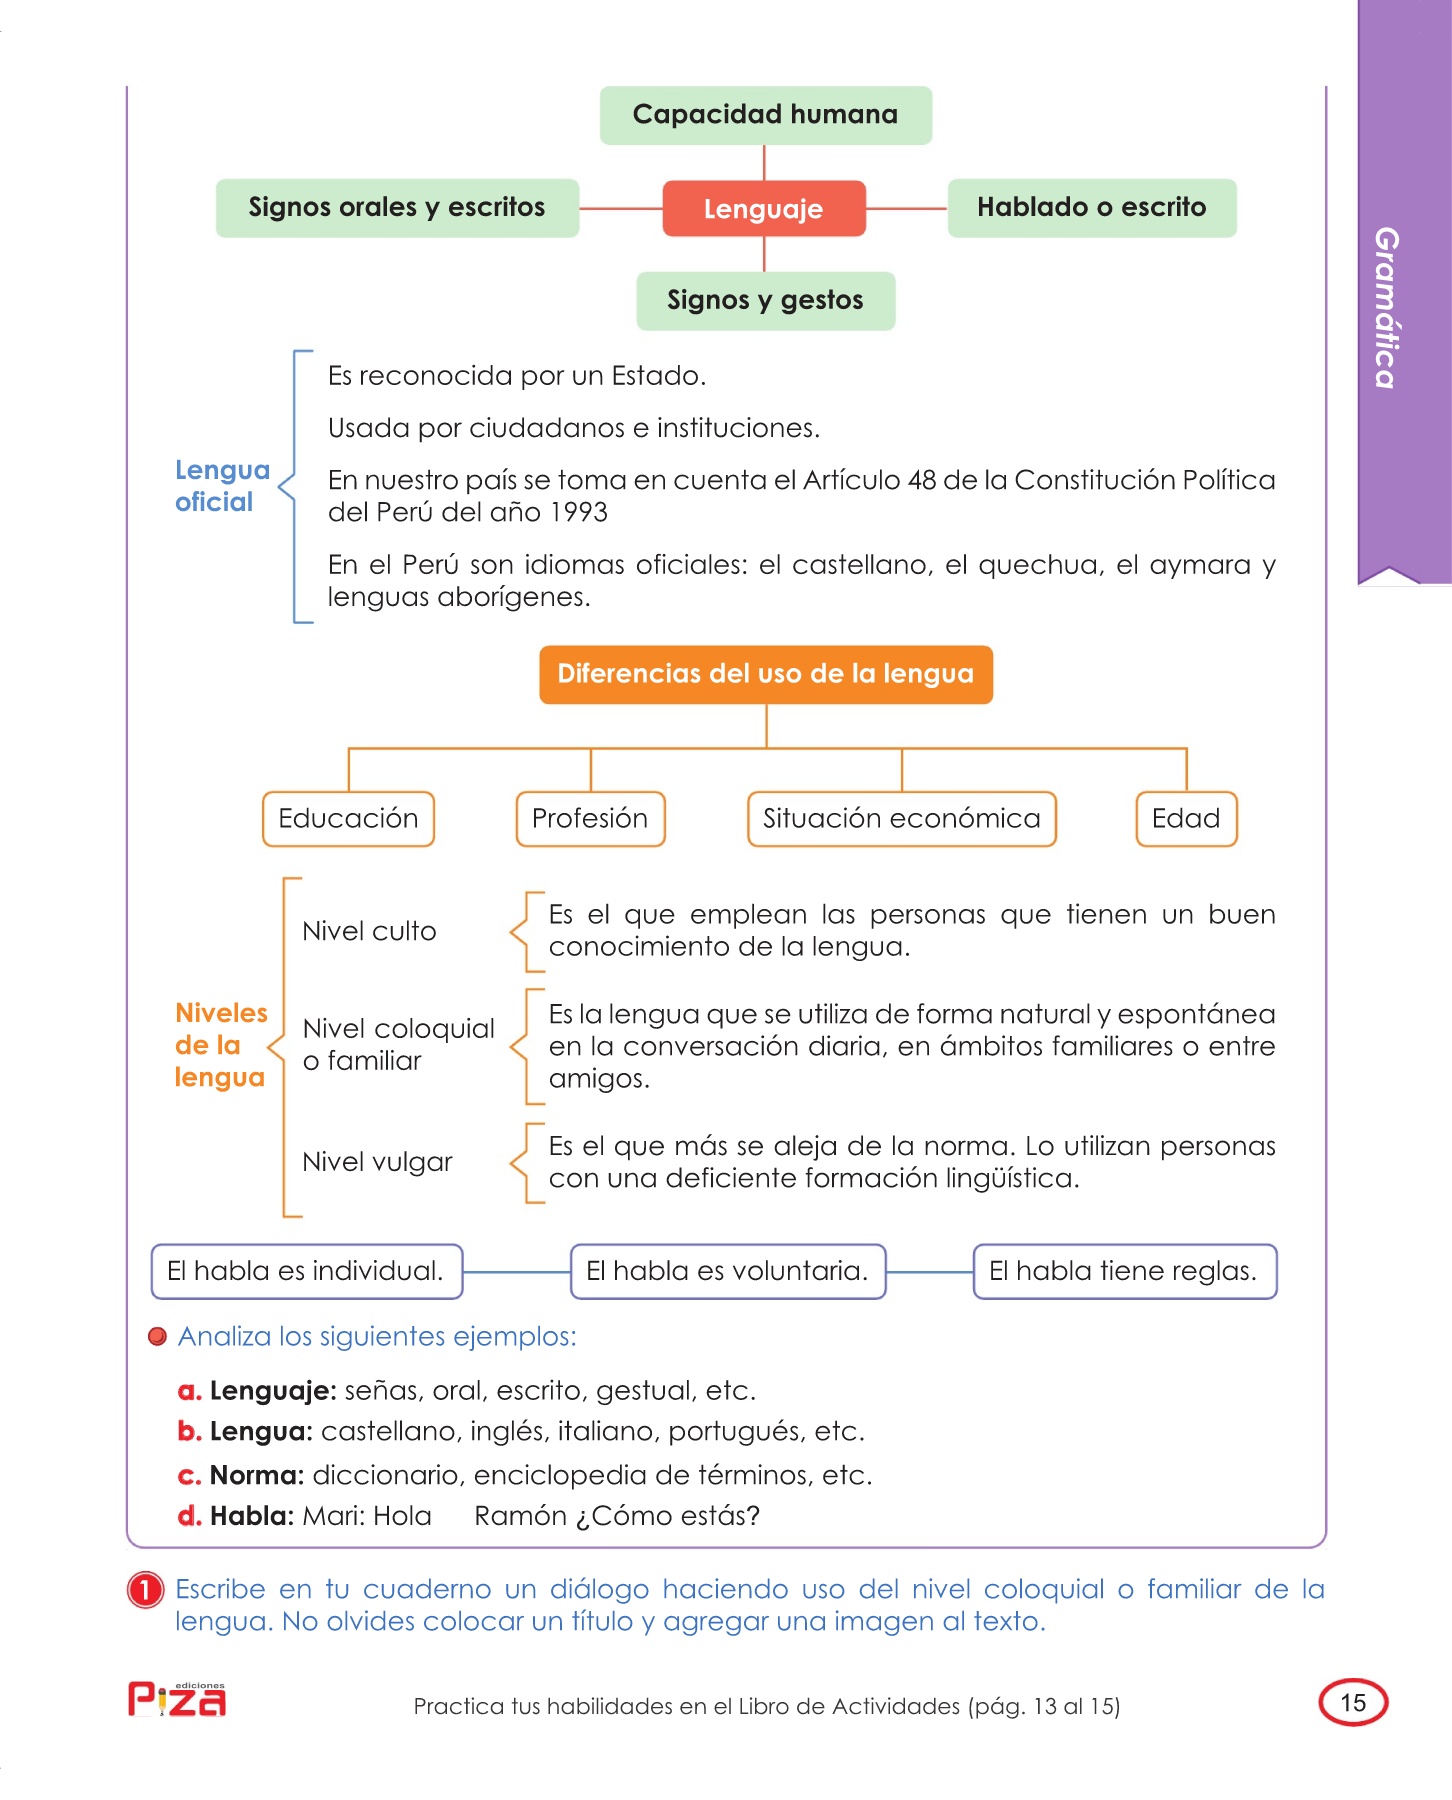 Capacidad humana
Signos orales y escritos
Lenguaje
Hablado o escrito
Signos y gestos
Gramática
Lengua
oficial
Es reconocida por un Estado.
Usada por ciudadanos e instituciones.
En nuestro país se toma en cuenta el Artículo 48 de la Constitución Política
del Perú del año 1993
En el Perú son idiomas oficiales: el castellano, el quechua, el aymara y
lenguas aborígenes.
Diferencias del uso de la lengua
Educación
Profesión
Situación económica
Edad
Niveles
de la
lengua
Nivel culto
Es el que emplean las personas que tienen un buen
conocimiento de la lengua.
Nivel coloquial
o familiar
Es la lengua que se utiliza de forma natural y espontánea
en la conversación diaria, en ámbitos familiares o entre
amigos.
Nivel vulgar
Es el que más se aleja de la norma. Lo utilizan personas
con una deficiente formación lingüística.
El habla es individual.
El habla es voluntaria.
El habla tiene reglas.
Analiza los siguientes ejemplos:
a. Lenguaje: señas, oral, escrito, gestual, etc.
b. Lengua: castellano, inglés, italiano, portugués, etc.
c. Norma: diccionario, enciclopedia de términos, etc.
d. Habla: Mari: Hola Ramón ¿Cómo estás?
1 Escribe en tu cuaderno un diálogo haciendo uso del nivel coloquial o familiar de la
lengua. No olvides colocar un título y agregar una imagen al texto.
ediciones
Piza
Practica tus habilidades en el Libro de Actividades (pág. 13 al 15)
15